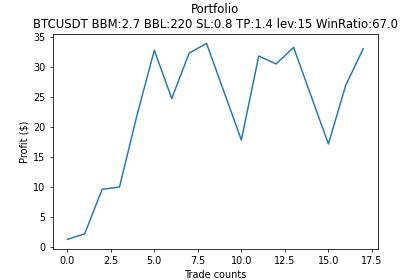 Portfolio
BTCUSDT BBM:2.7 BBL:220 SL:0.8 TP:1.4 lev:15 WinRatio:67.0
35
30
25
20
15
10
5
0
Profit ($)
0.0 2.5 5.0 7.5 10.0 12.5 15.0 17.5
Trade counts